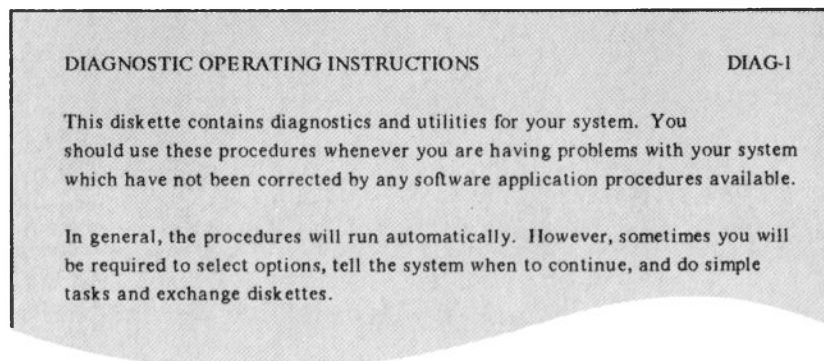 DIAGNOSTIC OPERATING INSTRUCTIONS DIAG-1
This diskette contains diagnostics and utilities for your system. You
should use these procedures whenever you are having problems with your system
which have not been corrected by any software application procedures available.
In general, the procedures will run automatically. However, sometimes you will
be required to select options, tell the system when to continue, and do simple
tasks and exchange diskettes.